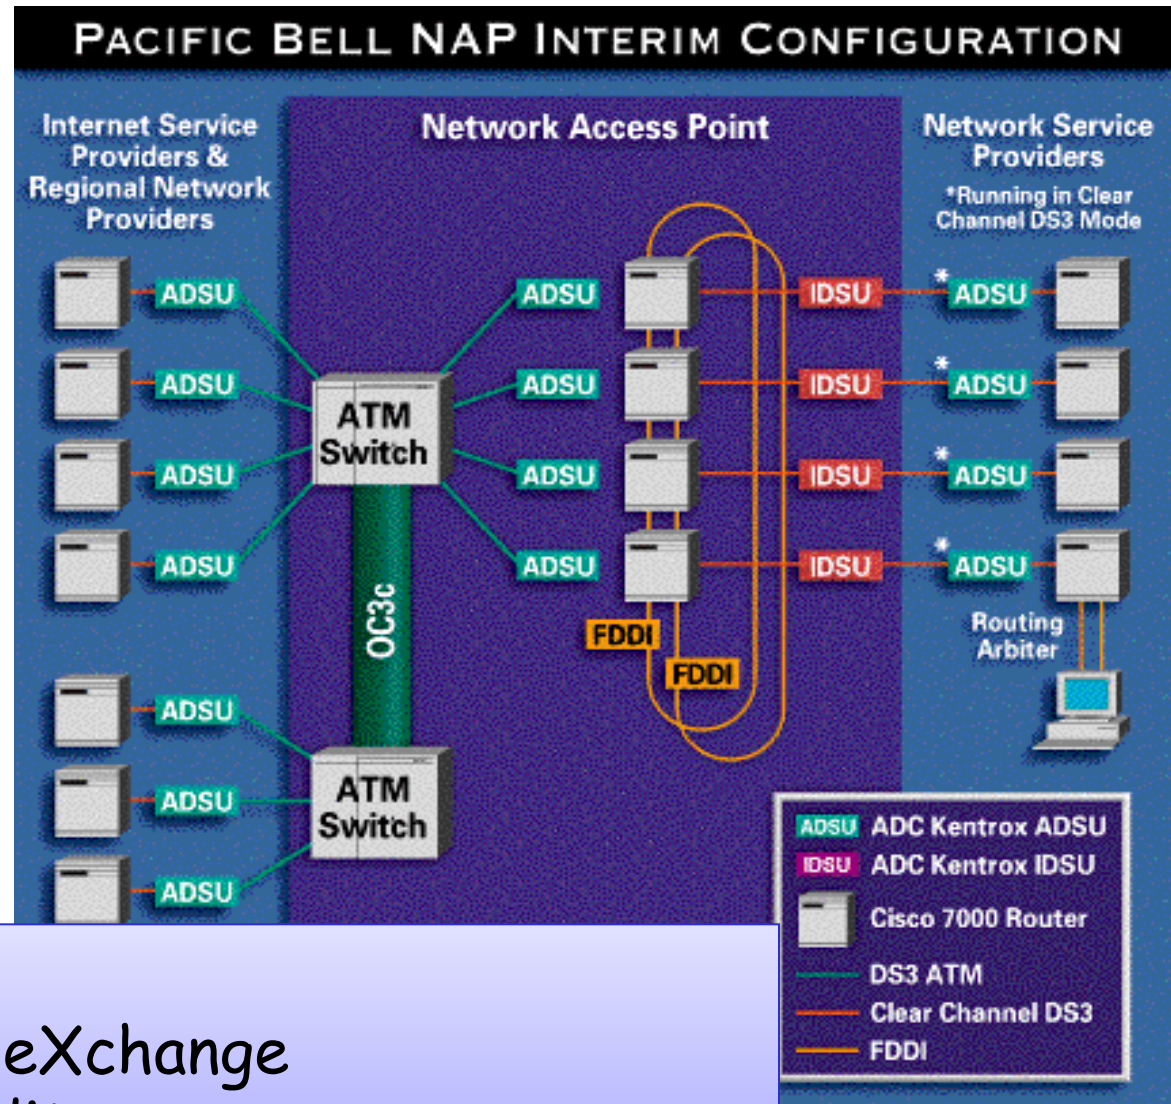 PACIFIC BELL NAP INTERIM CONFIGURATION
Internet Service
Providers &
Regional Network
Providers
Network Access Point
Network Service
Providers
*Running in Clear
Channel DS3 Mode
ADSU
ADSU
IDSU
*ADSU
ADSU
ADSU
IDSU
*ADSU
ADSU
ADSU
IDSU
*ADSU
ADSU
ADSU
IDSU
*ADSU
ATM
Switch
OC3c
FDDI
FDDI
Routing
Arbiter
ADSU
ADSU
ADSU
ATM
Switch
ADSU ADC Kentrox ADSU
IDSU ADC Kentrox IDSU
Cisco 7000 Router
DS3 ATM
Clear Channel DS3
FDDI
eXchange